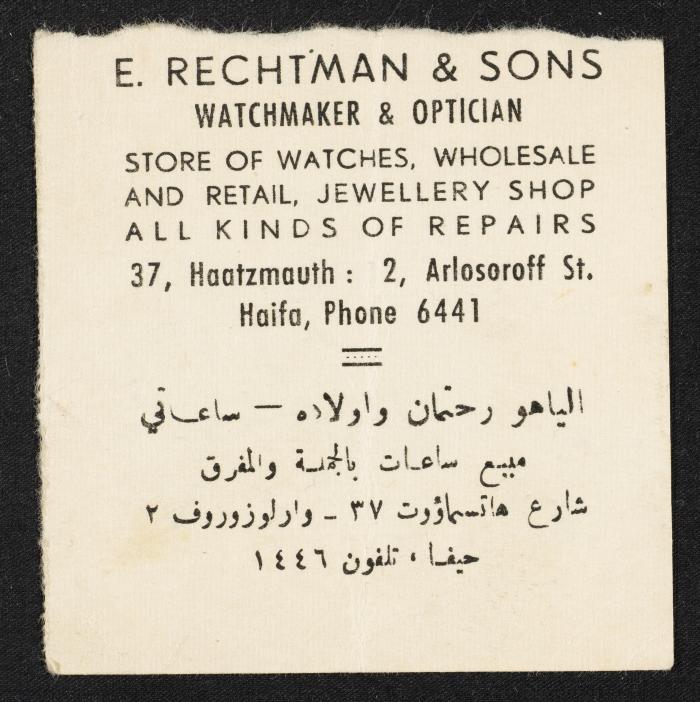 E. RECHTMAN & SONS
WATCHMAKER & OPTICIAN
STORE OF WATCHES, WHOLESALE
AND RETAIL, JEWELLERY SHOP
ALL KINDS OF REPAIRS
37, Haatzmauth : 2, Arlosoroff St.
Haifa, Phone 6441
الياهو رحتمان واولاده — ساعاتي
مبيع ساعات بالجملة والمفرق
شارع هاتسماؤوت ٣٧ - وارلوزوروف ٢
حيفا ، تلفون ١٤٤٦